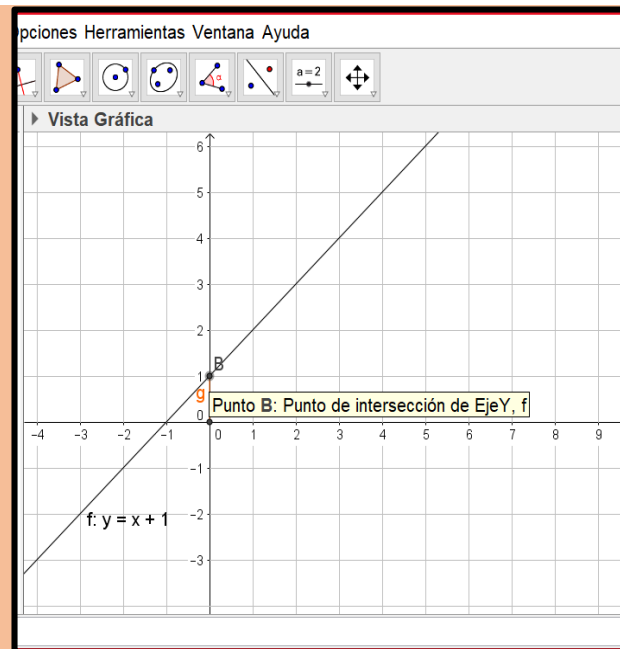 Opciones Herramientas Ventana Ayuda
α
a=2
Vista Gráfica
6
5
4
3
2
B
1
g
Punto B: Punto de intersección de EjeY, f
0
-4 -3 -2 -1 0 1 2 3 4 5 6 7 8 9
-1
f: y = x + 1
-2
-3